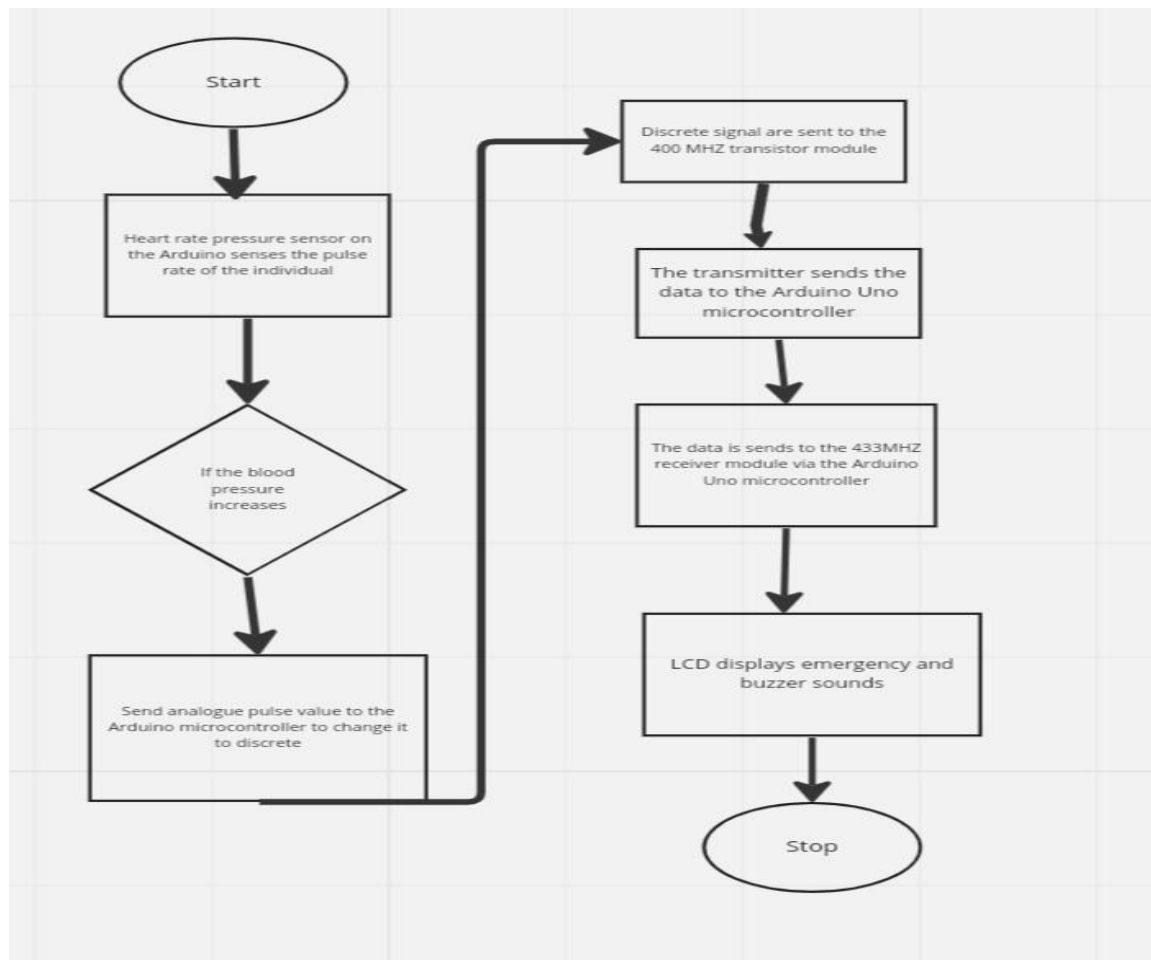 Start
Heart rate pressure sensor on
the Arduino senses the pulse
rate of the individual
If the blood
pressure
increases
Send analogue pulse value to the
Arduino microcontroller to change it
to discrete
Discrete signal are sent to the
400 MHZ transistor module
The transmitter sends the
data to the Arduino Uno
microcontroller
The data is sends to the 433MHZ
receiver module via the Arduino
Uno microcontroller
LCD displays emergency and
buzzer sounds
Stop